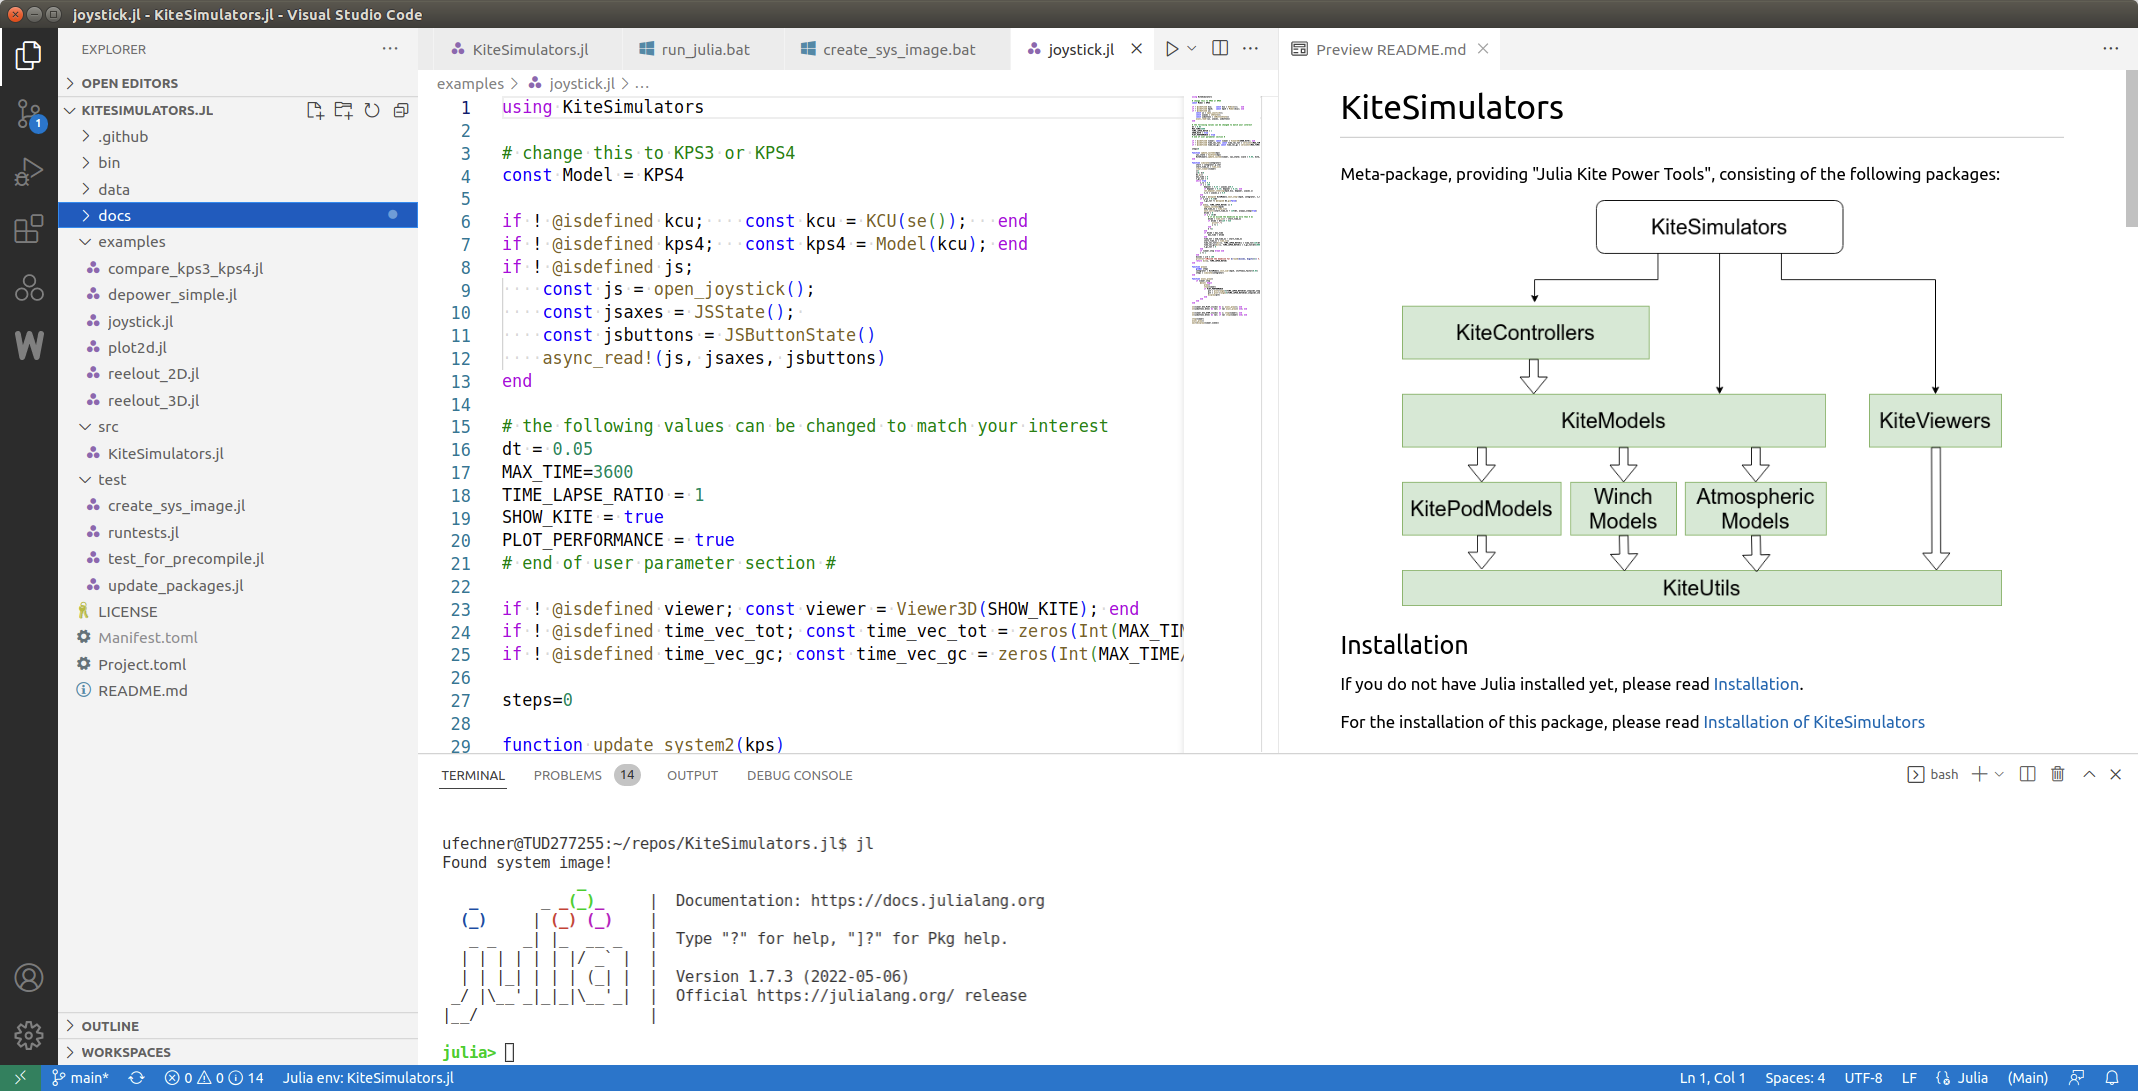 joystick.jl - KiteSimulators.jl - Visual Studio Code
EXPLORER
OPEN EDITORS
KITESIMULATORS.JL
.github
bin
data
docs
examples
compare_kps3_kps4.jl
depower_simple.jl
joystick.jl
plot2d.jl
reelout_2D.jl
reelout_3D.jl
src
KiteSimulators.jl
test
create_sys_image.jl
runtests.jl
test_for_precompile.jl
update_packages.jl
LICENSE
Manifest.toml
Project.toml
README.md
OUTLINE
WORKSPACES
1
KiteSimulators.jl
run_julia.bat
create_sys_image.bat
joystick.jl
examples > joystick.jl > ...
1 using KiteSimulators
2
3 # change this to KPS3 or KPS4
4 const Model = KPS4
5
6 if ! @isdefined kcu;    const kcu = KCU(se());   end
7 if ! @isdefined kps4;   const kps4 = Model(kcu); end
8 if ! @isdefined js;
9     const js = open_joystick();
10     const jsaxes = JSState();
11     const jsbuttons = JSButtonState()
12     async_read!(js, jsaxes, jsbuttons)
13 end
14
15 # the following values can be changed to match your interest
16 dt = 0.05
17 MAX_TIME=3600
18 TIME_LAPSE_RATIO = 1
19 SHOW_KITE = true
20 PLOT_PERFORMANCE = true
21 # end of user parameter section #
22
23 if ! @isdefined viewer; const viewer = Viewer3D(SHOW_KITE); end
24 if ! @isdefined time_vec_tot; const time_vec_tot = zeros(Int(MAX_TIM
25 if ! @isdefined time_vec_gc; const time_vec_gc = zeros(Int(MAX_TIME/
26
27 steps=0
28
29 function update_system2(kps)
Preview README.md
KiteSimulators
Meta-package, providing "Julia Kite Power Tools", consisting of the following packages:
KiteSimulators
KiteControllers
KiteModels
KiteViewers
KitePodModels
Winch
Models
Atmospheric
Models
KiteUtils
Installation
If you do not have Julia installed yet, please read Installation.
For the installation of this package, please read Installation of KiteSimulators
TERMINAL
PROBLEMS 14
OUTPUT
DEBUG CONSOLE
bash
ufechner@TUD277255:~/repos/KiteSimulators.jl$ jl
Found system image!
julia
Documentation: https://docs.julialang.org
Type "?" for help, "]?" for Pkg help.
Version 1.7.3 (2022-05-06)
Official https://julialang.org/ release
julia>
main*
0 0 14
Julia env: KiteSimulators.jl
Ln 1, Col 1
Spaces: 4
UTF-8
LF
Julia
(Main)